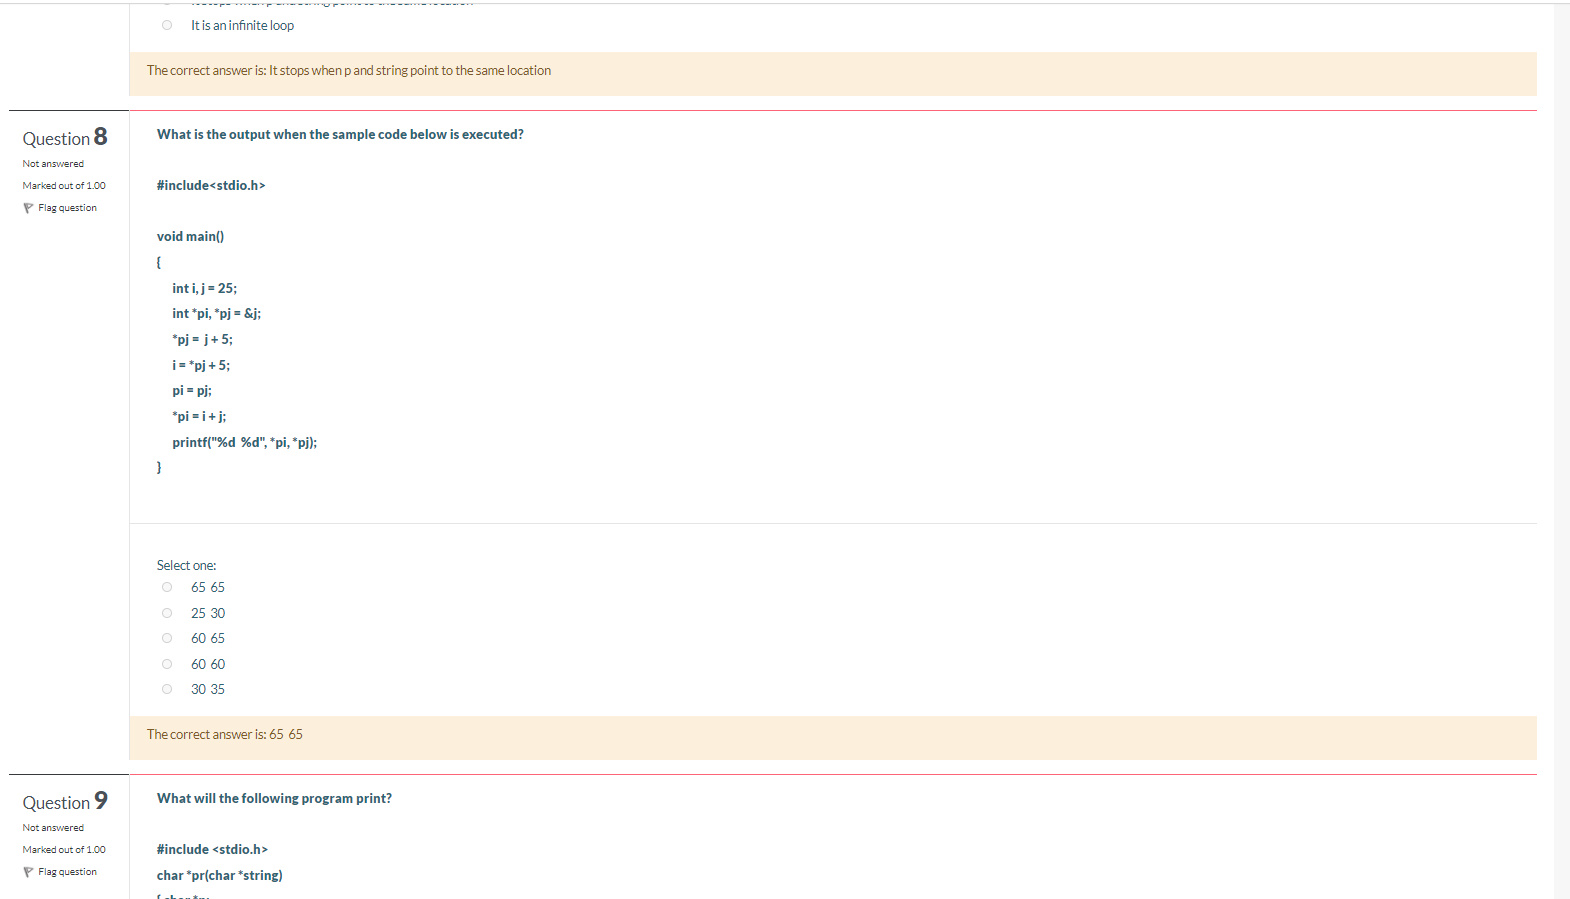 It is an infinite loop
The correct answer is: It stops when p and string point to the same location
Question 8
Not answered
Marked out of 1.00
Flag question
What is the output when the sample code below is executed?
#include<stdio.h>
void main()
{
int i, j = 25;
int *pi, *pj = &j;
*pj = j + 5;
i = *pj + 5;
pi = pj;
*pi = i + j;
printf("%d %d", *pi, *pj);
}
Select one:
65 65
25 30
60 65
60 60
30 35
The correct answer is: 65 65
Question 9
Not answered
Marked out of 1.00
Flag question
What will the following program print?
#include <stdio.h>
char *pr(char *string)